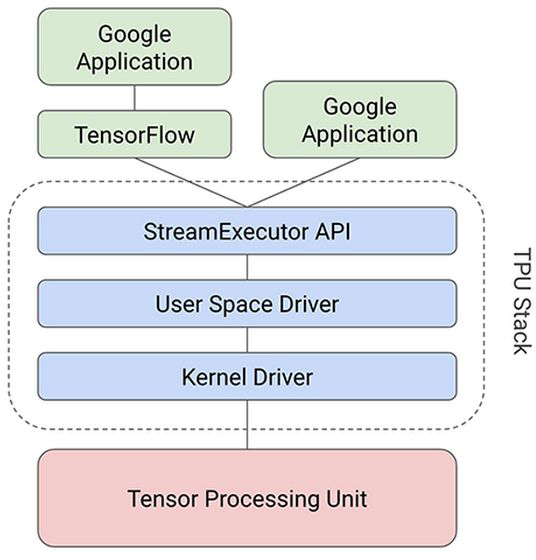 Google
Application
TensorFlow
Google
Application
StreamExecutor API
User Space Driver
Kernel Driver
TPU Stack
Tensor Processing Unit